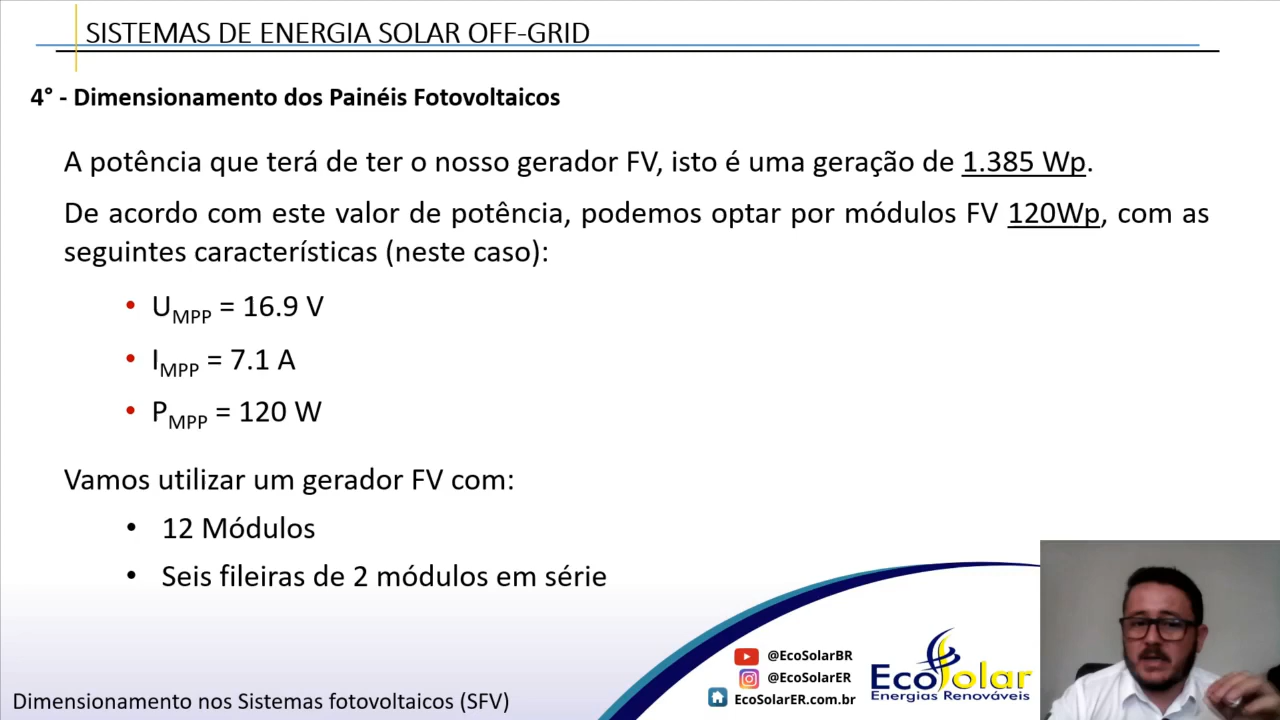 SISTEMAS DE ENERGIA SOLAR OFF-GRID
4° - Dimensionamento dos Painéis Fotovoltaicos
A potência que terá de ter o nosso gerador FV, isto é uma geração de 1.385 Wp.
De acordo com este valor de potência, podemos optar por módulos FV 120Wp, com as
seguintes características (neste caso):
• UMPP = 16.9 V
• IMPP = 7.1 A
• PMPP = 120 W
Vamos utilizar um gerador FV com:
• 12 Módulos
• Seis fileiras de 2 módulos em série
@EcoSolarBR
@EcoSolarER
EcoSolarER.com.br
EcoSolar
Energias Renováveis
Dimensionamento nos Sistemas fotovoltaicos (SFV)